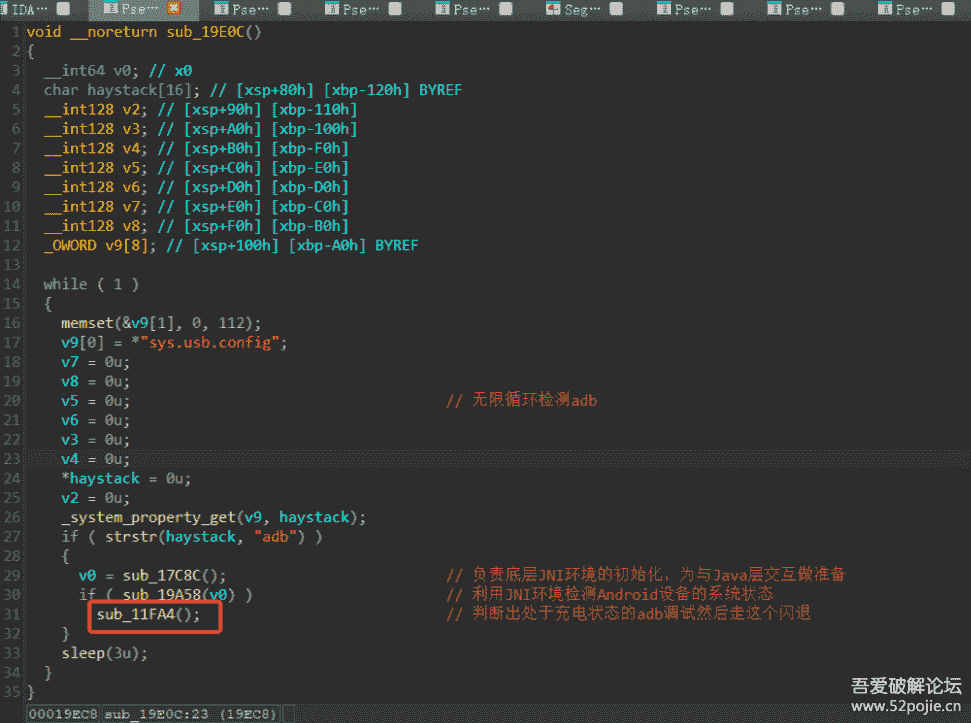 IDA… Pse… Pse… Pse… Pse… Seg… Pse… Pse… Pse…
1 void __noreturn sub_19E0C()
2 {
3 __int64 v0; // x0
4 char haystack[16]; // [xsp+80h] [xbp-120h] BYREF
5 __int128 v2; // [xsp+90h] [xbp-110h]
6 __int128 v3; // [xsp+A0h] [xbp-100h]
7 __int128 v4; // [xsp+B0h] [xbp-F0h]
8 __int128 v5; // [xsp+C0h] [xbp-E0h]
9 __int128 v6; // [xsp+D0h] [xbp-D0h]
10 __int128 v7; // [xsp+E0h] [xbp-C0h]
11 __int128 v8; // [xsp+F0h] [xbp-B0h]
12 _OWORD v9[8]; // [xsp+100h] [xbp-A0h] BYREF
13
14 while ( 1 )
15 {
16 memset(&v9[1], 0, 112);
17 v9[0] = *"sys.usb.config";
18 v7 = 0u;
19 v8 = 0u;
20 v5 = 0u; // 无限循环检测adb
21 v6 = 0u;
22 v3 = 0u;
23 v4 = 0u;
24 *haystack = 0u;
25 v2 = 0u;
26 _system_property_get(v9, haystack);
27 if ( strstr(haystack, "adb") )
28 {
29 v0 = sub_17C8C(); // 负责底层JNI环境的初始化，为与Java层交互做准备
30 if ( sub_19A58(v0) ) // 利用JNI环境检测Android设备的系统状态
31 sub_11FA4(); // 判断出处于充电状态的adb调试然后走这个闪退
32 }
33 sleep(3u);
34 }
35 }
00019EC8 sub_19E0C:23 (19EC8)
吾爱破解论坛
www.52pojie.cn